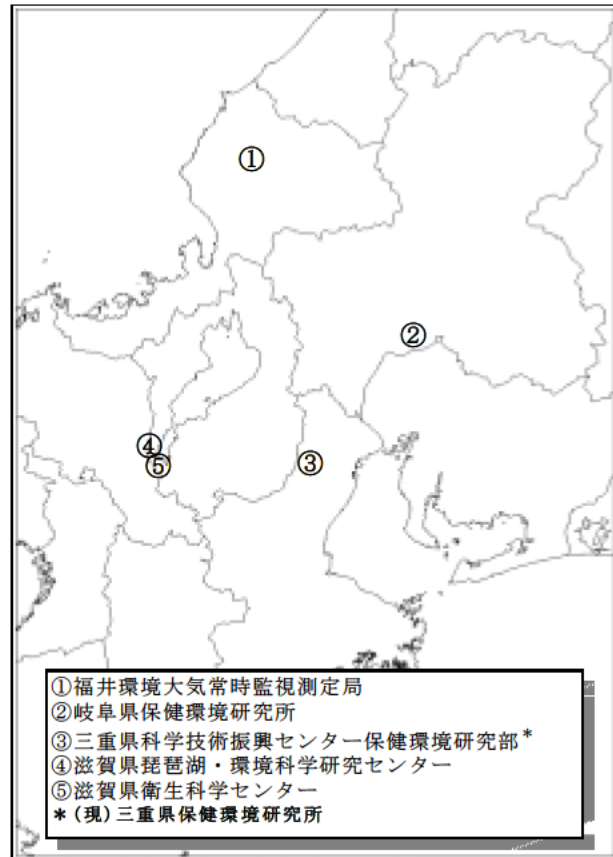 ①
②
④
⑤
③
①福井環境大気常時監視測定局
②岐阜県保健環境研究所
③三重県科学技術振興センター保健環境研究部*
④滋賀県琵琶湖・環境科学研究センター
⑤滋賀県衛生科学センター
*(現)三重県保健環境研究所